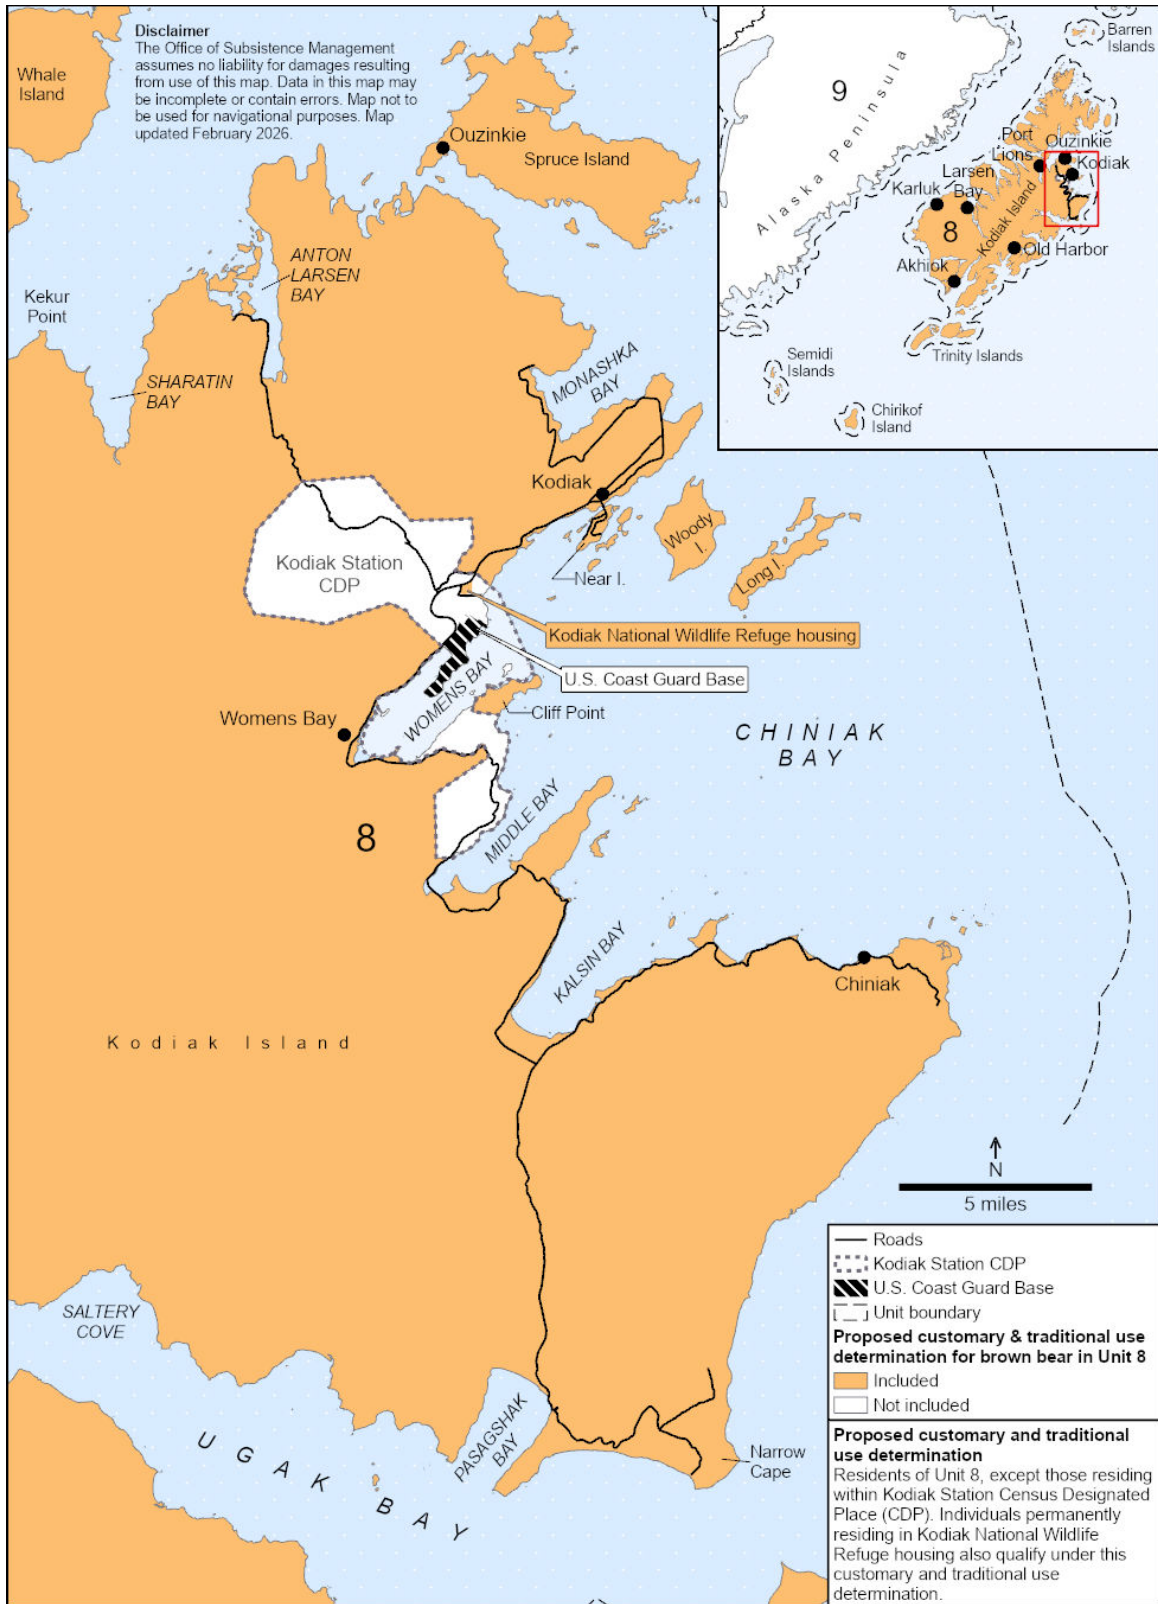 Disclaimer
The Office of Subsistence Management
assumes no liability for damages resulting
from use of this map. Data in this map may
be incomplete or contain errors. Map not to
be used for navigational purposes. Map
updated February 2026.
Whale
Island
Ouzinkie
Spruce Island
ANTON
LARSEN
BAY
Kekur
Point
SHARATIN
BAY
MONASHKA
BAY
Kodiak
Woody
I.
Long I.
Near I.
Kodiak Station
CDP
Kodiak National Wildlife Refuge housing
U.S. Coast Guard Base
WOMENS BAY
Cliff Point
Womens Bay
CHINIAK
BAY
8
MIDDLE BAY
KALSIN BAY
Chiniak
Kodiak Island
SALTERY
COVE
UGAK BAY
PASAGSHAK
BAY
Narrow
Cape
9
Alaska Peninsula
Barren
Islands
Port
Lions
Ouzinkie
Kodiak
Larsen
Bay
Karluk
8
Kodiak Island
Old Harbor
Akhiok
Semidi
Islands
Trinity Islands
Chirikof
Island
N
5 miles
Roads
Kodiak Station CDP
U.S. Coast Guard Base
Unit boundary
Proposed customary & traditional use
determination for brown bear in Unit 8
Included
Not included
Proposed customary and traditional
use determination
Residents of Unit 8, except those residing
within Kodiak Station Census Designated
Place (CDP). Individuals permanently
residing in Kodiak National Wildlife
Refuge housing also qualify under this
customary and traditional use
determination.